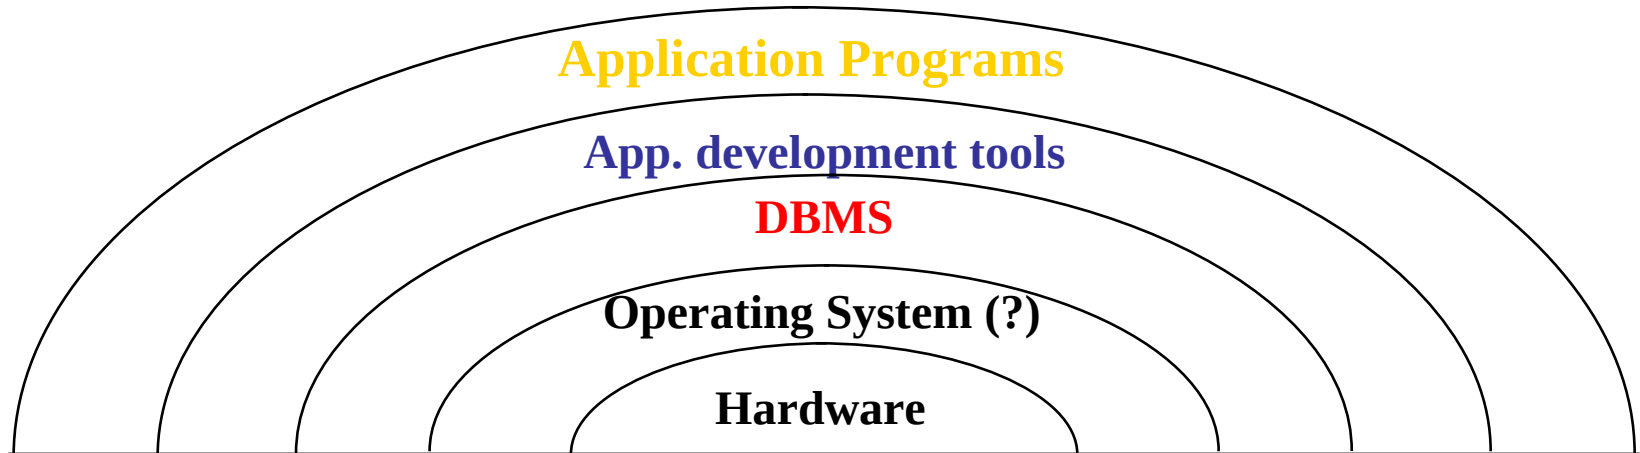 Application Programs
App. development tools
DBMS
Operating System (?)
Hardware